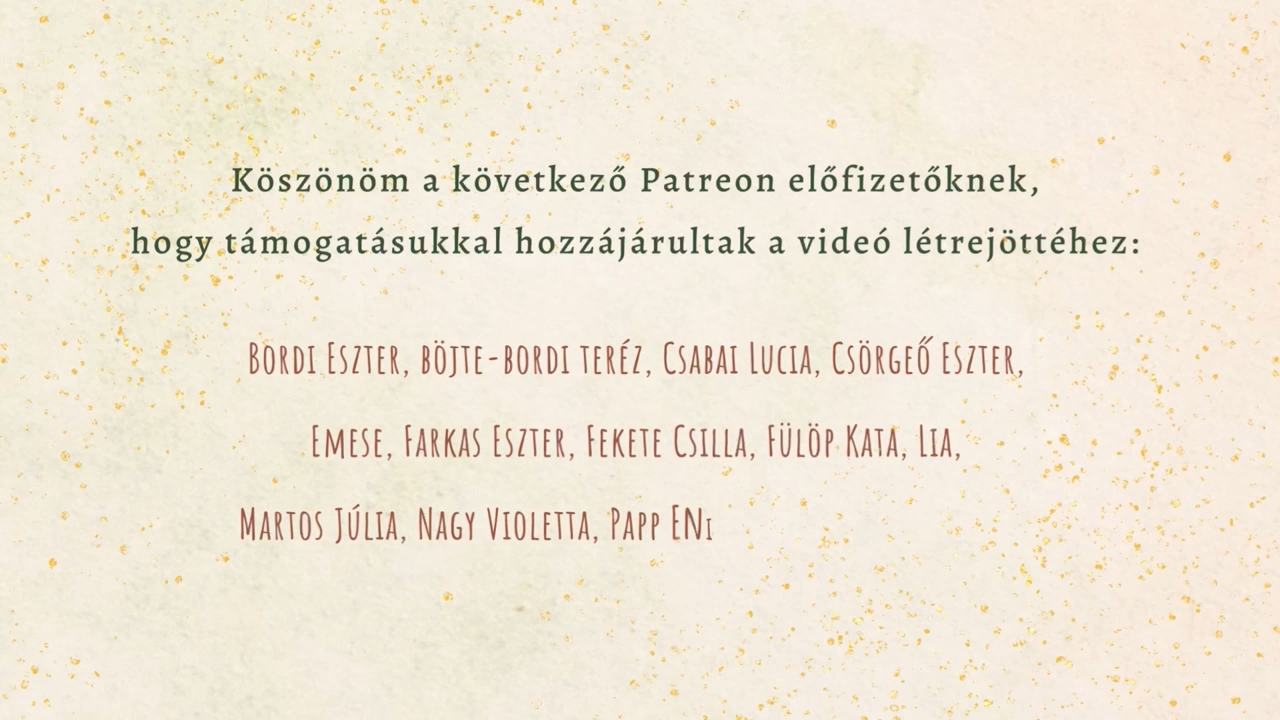 Köszönöm a következő Patreon előfizetőknek,
hogy támogatásukkal hozzájárultak a videó létrejöttéhez:
Bordi Eszter, böjte-bordi teréz, Csabai Lucia, Csörgeő Eszter,
Emese, Farkas Eszter, Fekete Csilla, Fülöp Kata, Lia,
Martos Júlia, Nagy Violetta, Papp ENi